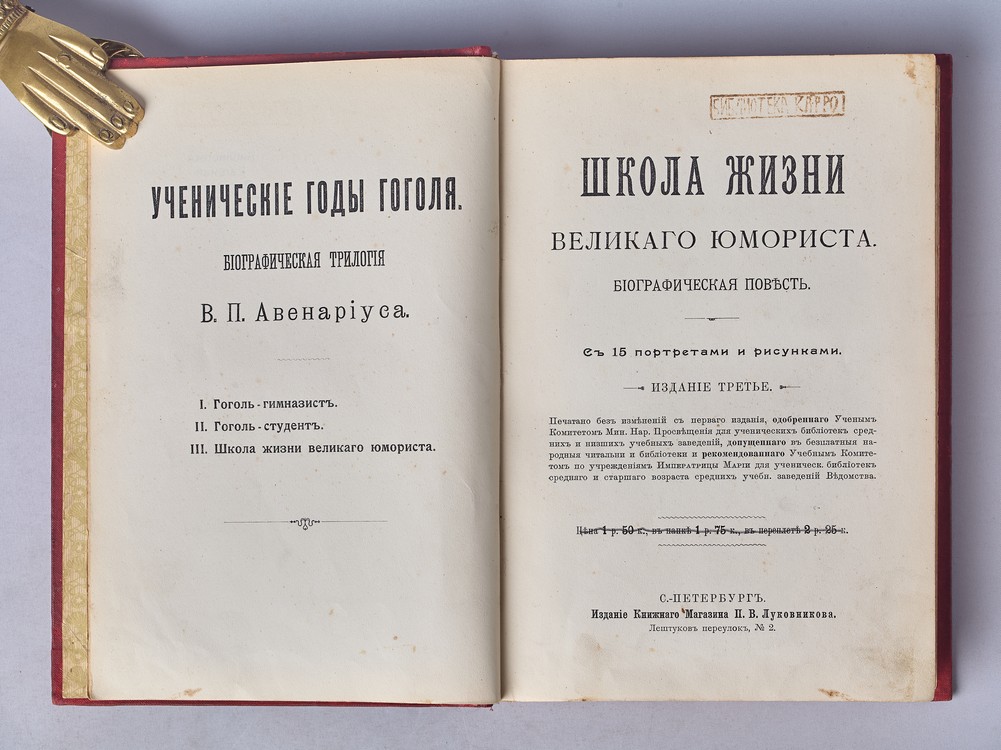 УЧЕНИЧЕСКІЕ ГОДЫ ГОГОЛЯ.
БІОГРАФИЧЕСКАЯ ТРИЛОГІЯ
В. П. Авенаріуса.
I. Гоголь - гимназистъ.
II. Гоголь - студентъ.
III. Школа жизни великаго юмориста.
БИБЛИОТЕКА КАРРО
ШКОЛА ЖИЗНИ
ВЕЛИКАГО ЮМОРИСТА.
БІОГРАФИЧЕСКАЯ ПОВѢСТЬ.
Съ 15 портретами и рисунками.
ИЗДАНІЕ ТРЕТЬЕ.
Печатано безъ измѣненій съ перваго изданія, одобреннаго Ученымъ
Комитетомъ Мин. Нар. Просвѣщенія для ученическихъ библіотекъ сред-
нихъ и низшихъ учебныхъ заведеній, допущеннаго въ безплатныя на-
родныя читальни и библіотеки и рекомендованнаго Учебнымъ Комите-
томъ по учрежденіямъ Императрицы Маріи для ученическ. библіотекъ
средняго и старшаго возраста среднихъ учебн. заведеній Вѣдомства.
Цѣна 1 р. 50 к., въ папкѣ 1 р. 75 к., въ переплетѣ 2 р. 25 к.
С.-ПЕТЕРБУРГЪ.
Изданіе Книжнаго Магазина П. В. Луковникова.
Лештуковъ переулокъ, № 2.